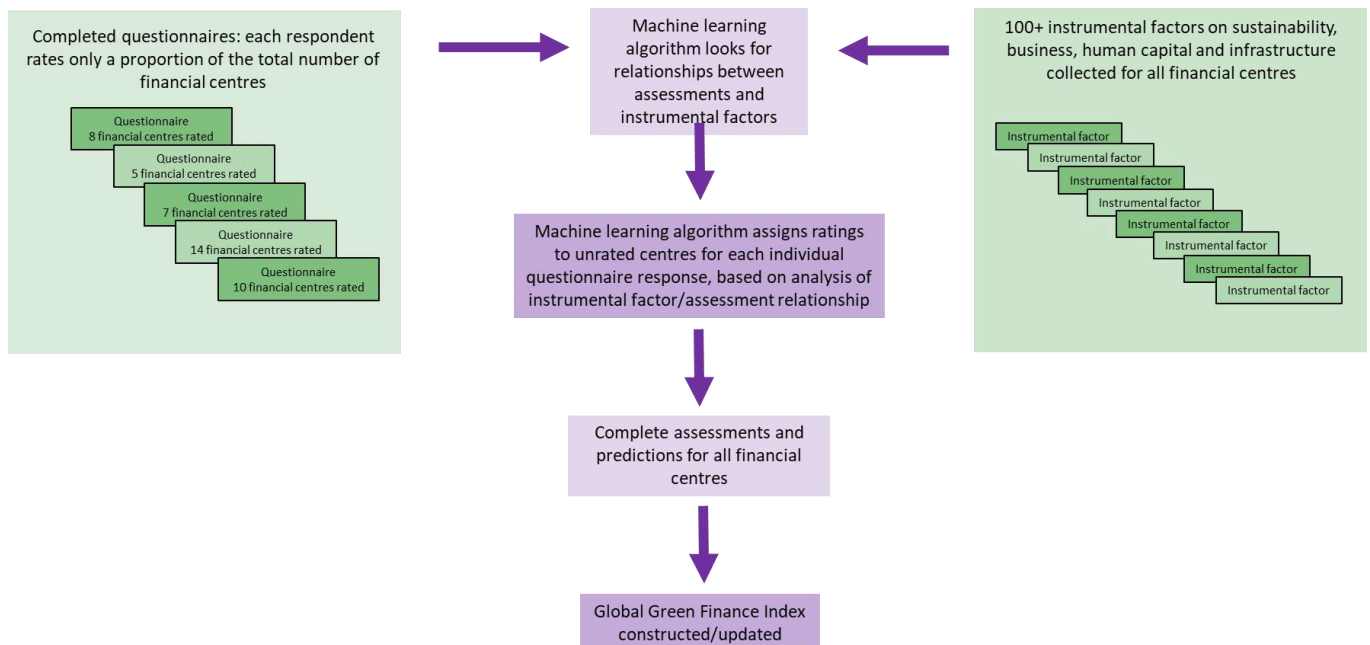 Completed questionnaires: each respondent
rates only a proportion of the total number of
financial centres
Questionnaire
8 financial centres rated
Questionnaire
5 financial centres rated
Questionnaire
7 financial centres rated
Questionnaire
14 financial centres rated
Questionnaire
10 financial centres rated
Machine learning
algorithm looks for
relationships between
assessments and
instrumental factors
100+ instrumental factors on sustainability,
business, human capital and infrastructure
collected for all financial centres
Instrumental factor
Instrumental factor
Instrumental factor
Instrumental factor
Instrumental factor
Instrumental factor
Instrumental factor
Instrumental factor
Machine learning algorithm assigns ratings
to unrated centres for each individual
questionnaire response, based on analysis of
instrumental factor/assessment relationship
Complete assessments and
predictions for all financial
centres
Global Green Finance Index
constructed/updated